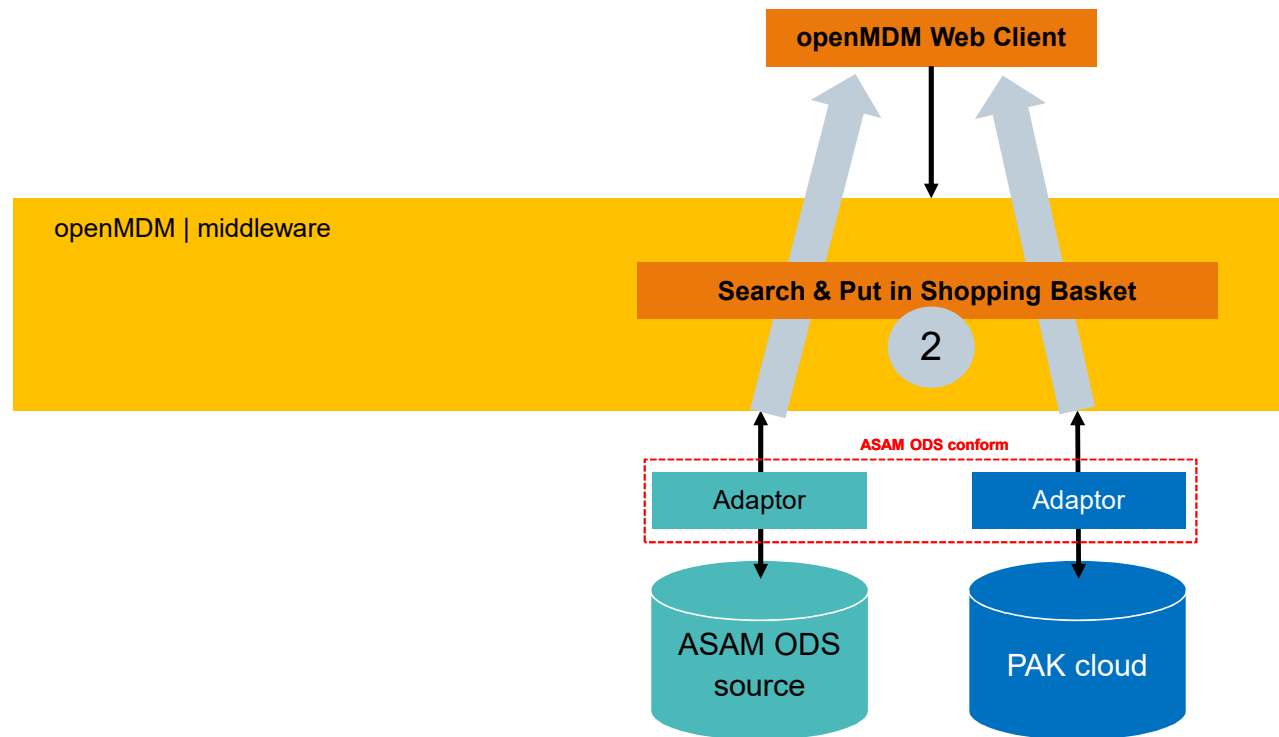 openMDM Web Client
openMDM | middleware
Search & Put in Shopping Basket
2
ASAM ODS conform
Adaptor
Adaptor
ASAM ODS
source
PAK cloud